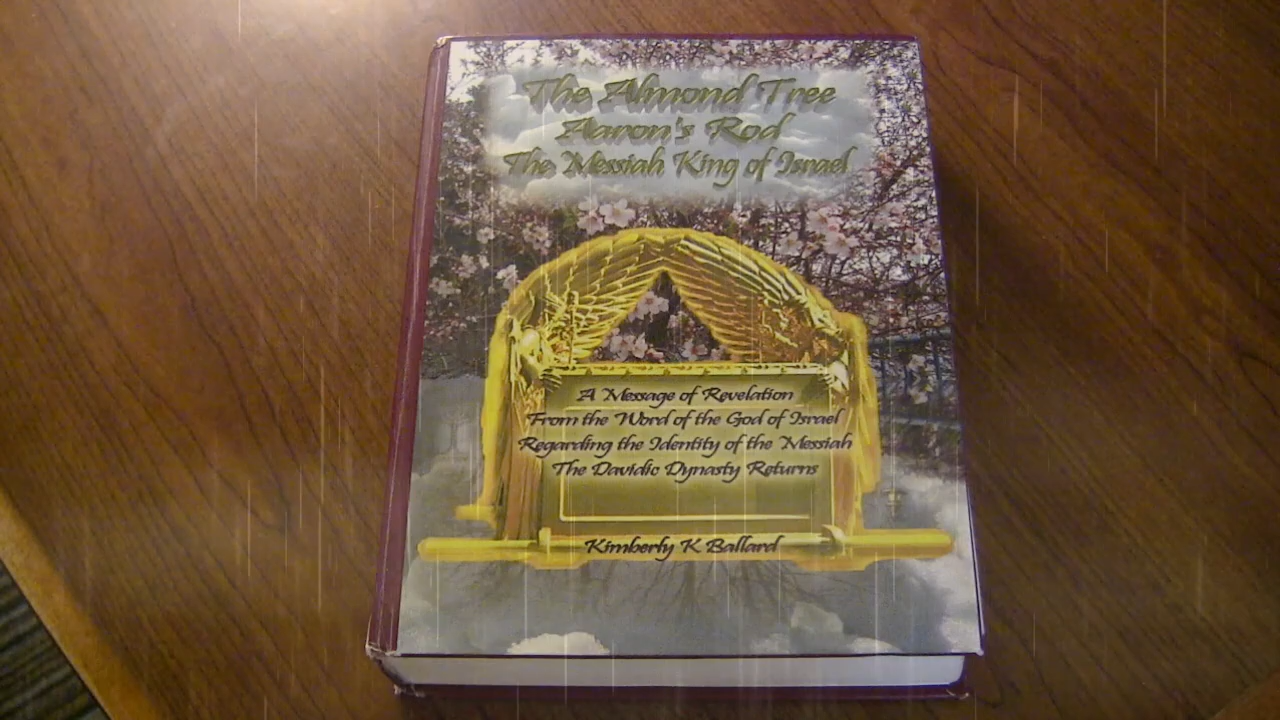 The Almond Tree
Aaron's Rod
The Messiah King of Israel
A Message of Revelation
From the Word of the God of Israel
Regarding the Identity of the Messiah
The Davidic Dynasty Returns
Kimberly K Ballard